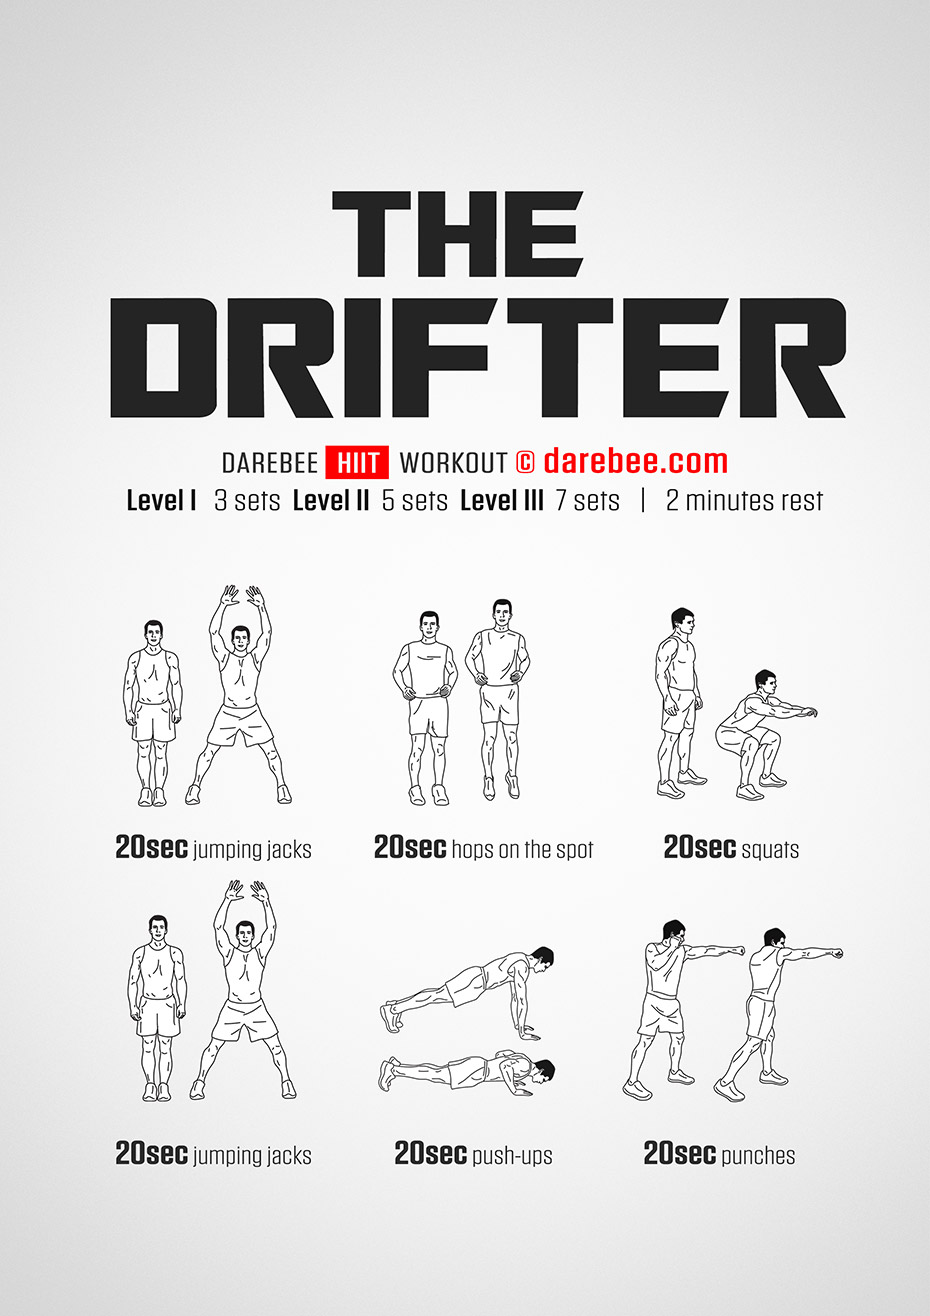 THE
DRIFTER
DAREBEE HIIT WORKOUT © darebee.com
Level I 3 sets Level II 5 sets Level III 7 sets | 2 minutes rest
20sec jumping jacks
20sec hops on the spot
20sec squats
20sec jumping jacks
20sec push-ups
20sec punches